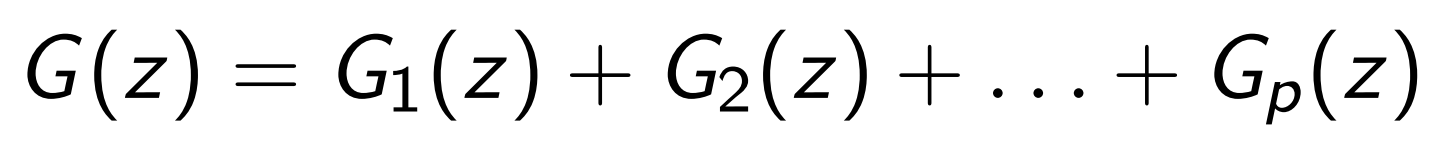 G(z) = G₁(z) + G₂(z) + … + Gₚ(z)